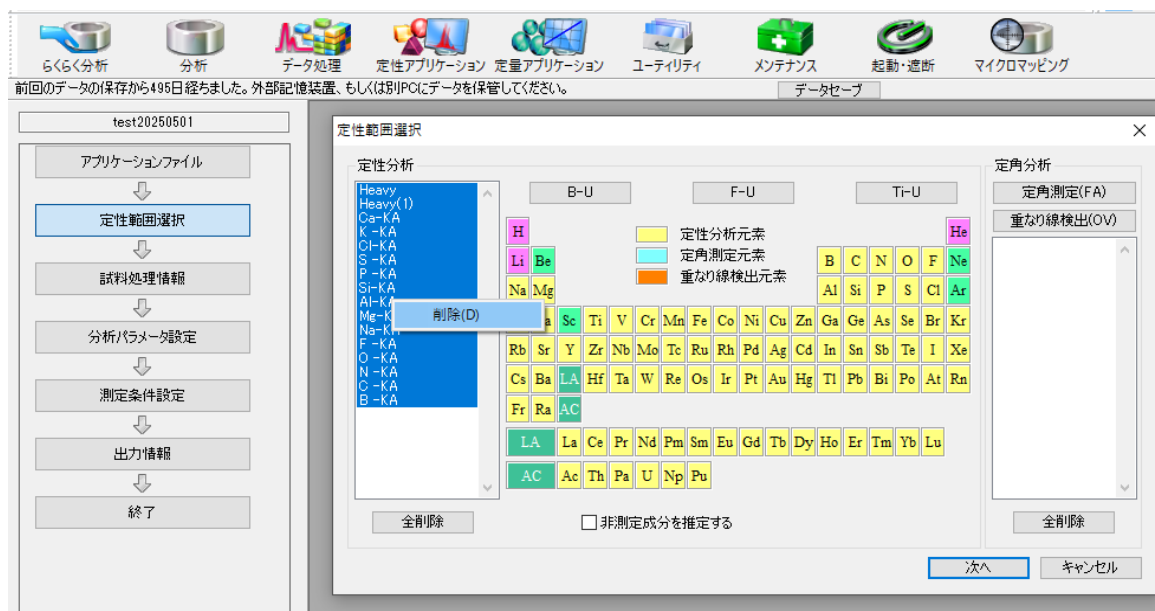 らくらく分析 分析 データ処理 定性アプリケーション 定量アプリケーション ユーティリティ メンテナンス 起動・遮断 マイクロマッピング
前回のデータの保存から495日経ちました。外部記憶装置、もしくは別PCにデータを保管してください。 データセーブ
test20250501
アプリケーションファイル
定性範囲選択
試料処理情報
分析パラメータ設定
測定条件設定
出力情報
終了
定性範囲選択
定性分析
Heavy
Heavy(1)
Ca-KA
K -KA
Cl-KA
S -KA
P -KA
Si-KA
Al-KA
Mg-K
Na-K
F -KA
O -KA
N -KA
C -KA
B -KA
削除(D)
全削除
B-U F-U Ti-U
定性分析元素
定角測定元素
重なり線検出元素
H He
Li Be B C N O F Ne
Na Mg Al Si P S Cl Ar
a Sc Ti V Cr Mn Fe Co Ni Cu Zn Ga Ge As Se Br Kr
Rb Sr Y Zr Nb Mo Tc Ru Rh Pd Ag Cd In Sn Sb Te I Xe
Cs Ba LA Hf Ta W Re Os Ir Pt Au Hg Tl Pb Bi Po At Rn
Fr Ra AC
LA La Ce Pr Nd Pm Sm Eu Gd Tb Dy Ho Er Tm Yb Lu
AC Ac Th Pa U Np Pu
非測定成分を推定する
定角分析
定角測定(FA)
重なり線検出(OV)
全削除
次へ キャンセル